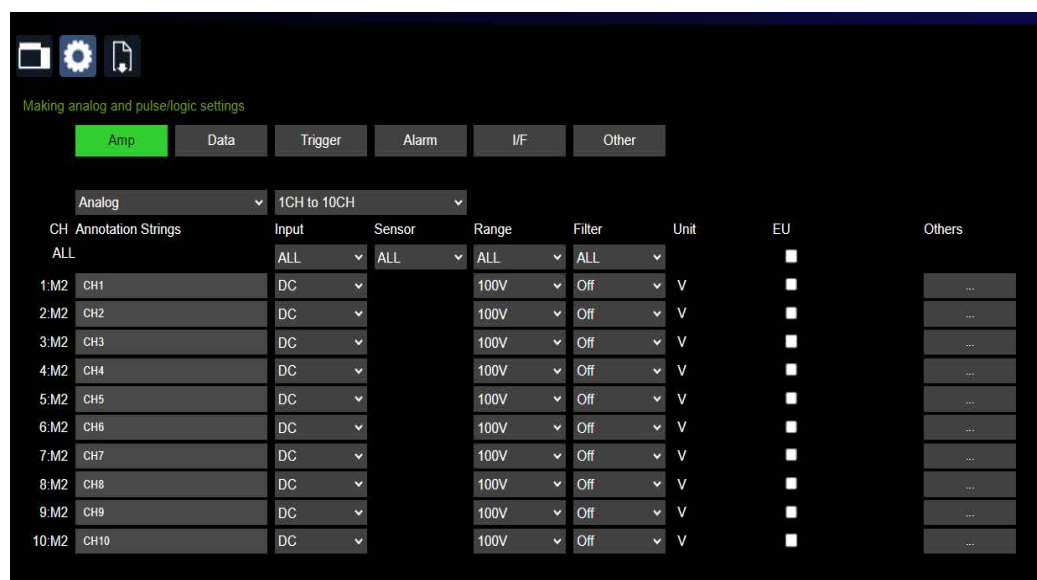 Making analog and pulse/logic settings
Amp Data Trigger Alarm I/F Other
Analog 1CH to 10CH
CH Annotation Strings Input Sensor Range Filter Unit EU Others
ALL ALL ALL ALL ALL
1:M2 CH1 DC 100V Off V ...
2:M2 CH2 DC 100V Off V ...
3:M2 CH3 DC 100V Off V ...
4:M2 CH4 DC 100V Off V ...
5:M2 CH5 DC 100V Off V ...
6:M2 CH6 DC 100V Off V ...
7:M2 CH7 DC 100V Off V ...
8:M2 CH8 DC 100V Off V ...
9:M2 CH9 DC 100V Off V ...
10:M2 CH10 DC 100V Off V ...